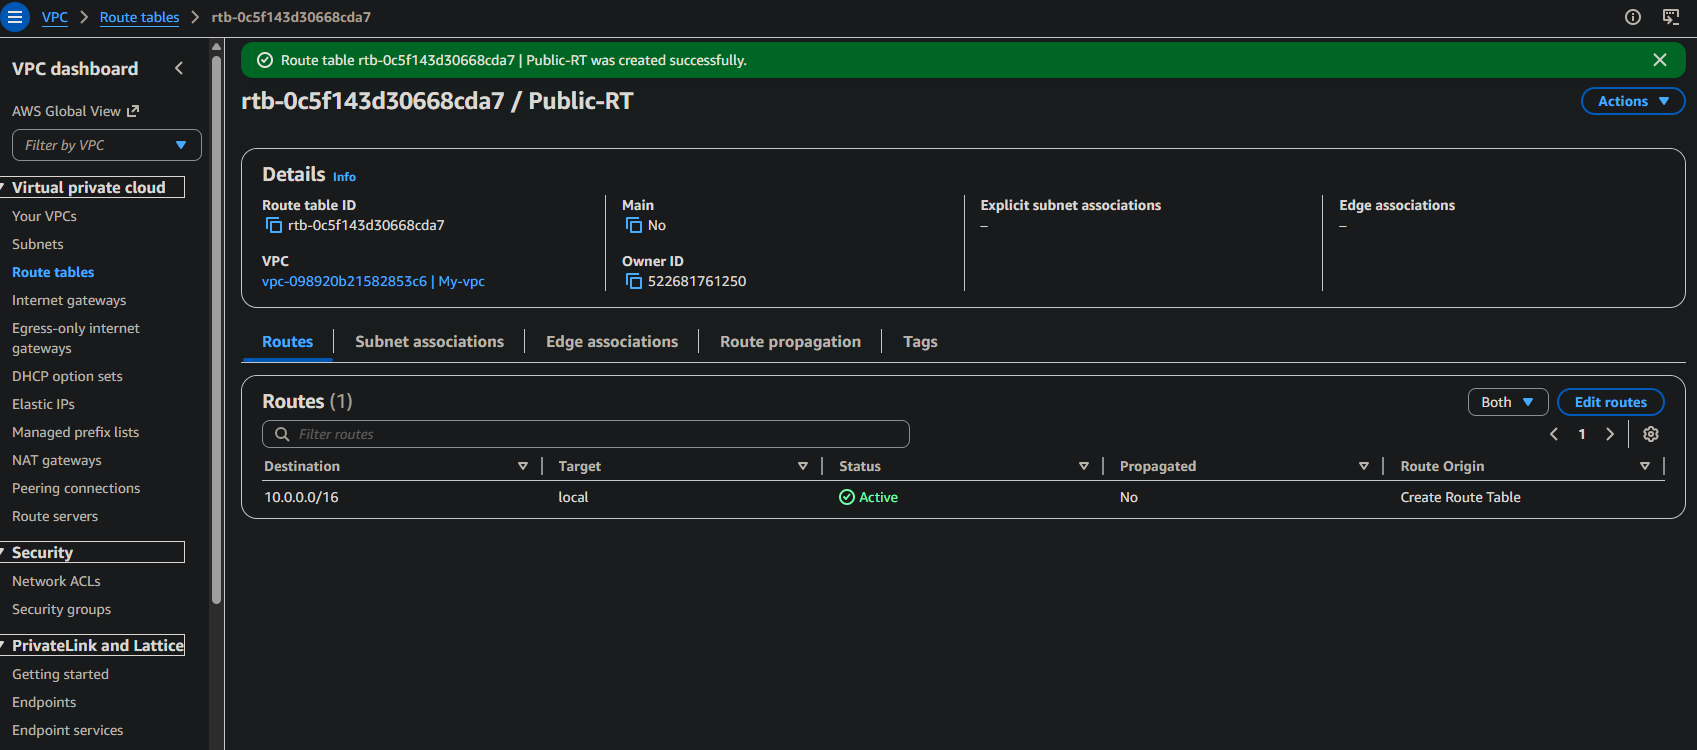 VPC > Route tables > rtb-0c5f143d30668cda7
VPC dashboard
AWS Global View
Filter by VPC
Virtual private cloud
Your VPCs
Subnets
Route tables
Internet gateways
Egress-only internet
gateways
DHCP option sets
Elastic IPs
Managed prefix lists
NAT gateways
Peering connections
Route servers
Security
Network ACLs
Security groups
PrivateLink and Lattice
Getting started
Endpoints
Endpoint services
Route table rtb-0c5f143d30668cda7 | Public-RT was created successfully.
rtb-0c5f143d30668cda7 / Public-RT
Actions
Details Info
Route table ID
rtb-0c5f143d30668cda7
Main
No
Explicit subnet associations
–
Edge associations
–
VPC
vpc-098920b21582853c6 | My-vpc
Owner ID
522681761250
Routes
Subnet associations
Edge associations
Route propagation
Tags
Routes (1)
Both
Edit routes
Filter routes
1
Destination Target Status Propagated Route Origin
10.0.0.0/16 local Active No Create Route Table